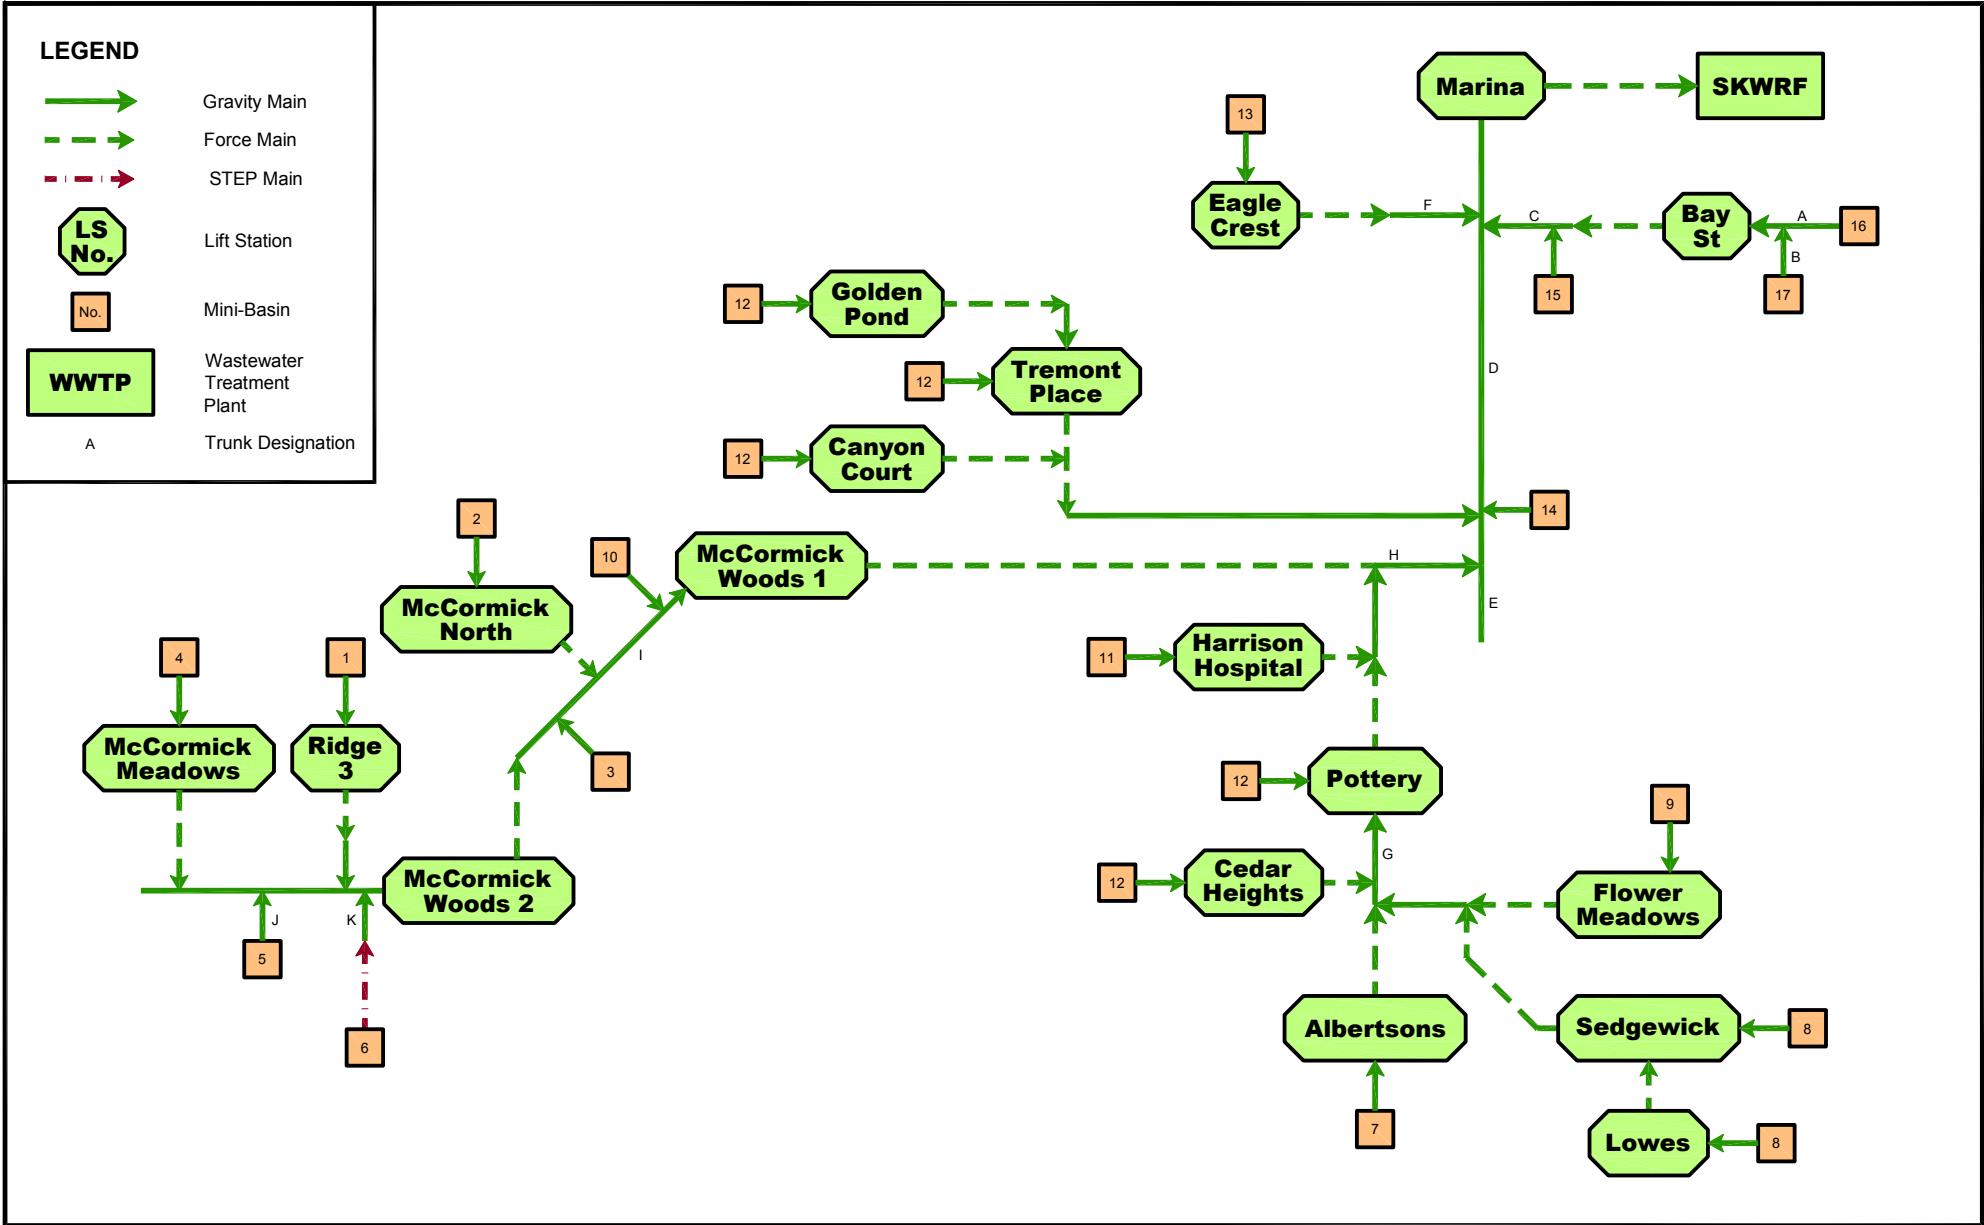 LEGEND
Gravity Main
Force Main
STEP Main
LS
No.
Lift Station
No.
Mini-Basin
WWTP
Wastewater
Treatment
Plant
A
Trunk Designation
Marina
SKWRF
13
Eagle
Crest
F
C
Bay
St
A
16
B
15
17
12
Golden
Pond
12
Tremont
Place
D
12
Canyon
Court
14
2
10
McCormick
Woods 1
H
McCormick
North
I
E
4
1
11
Harrison
Hospital
McCormick
Meadows
Ridge
3
3
12
Pottery
9
McCormick
Woods 2
G
12
Cedar
Heights
Flower
Meadows
J
K
5
6
Albertsons
Sedgewick
8
7
Lowes
8